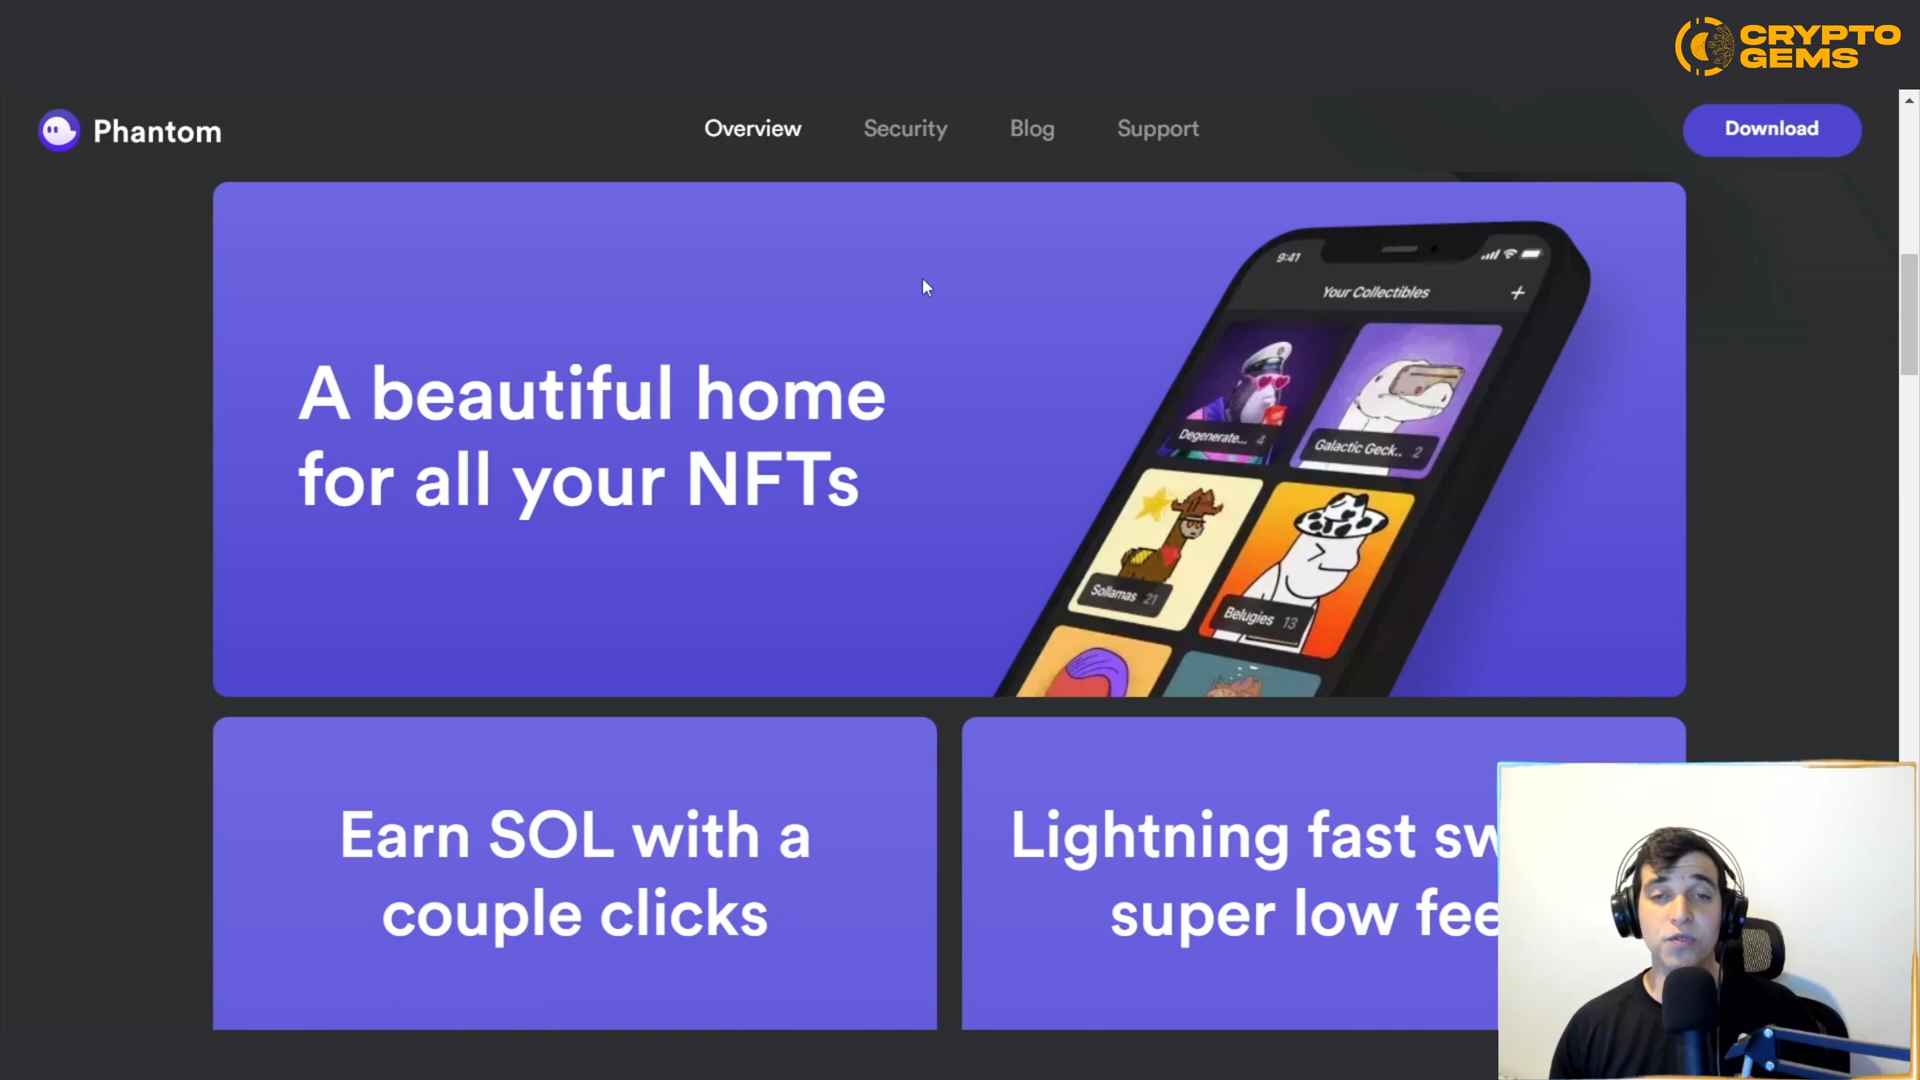 CRYPTO
GEMS
Phantom
Overview
Security
Blog
Support
Download
A beautiful home
for all your NFTs
9:41
Your Collectibles
+
Degenerate... 4
Galactic Geck.. 2
Sollamas 21
Belugies 13
Earn SOL with a
couple clicks
Lightning fast sw
super low fee